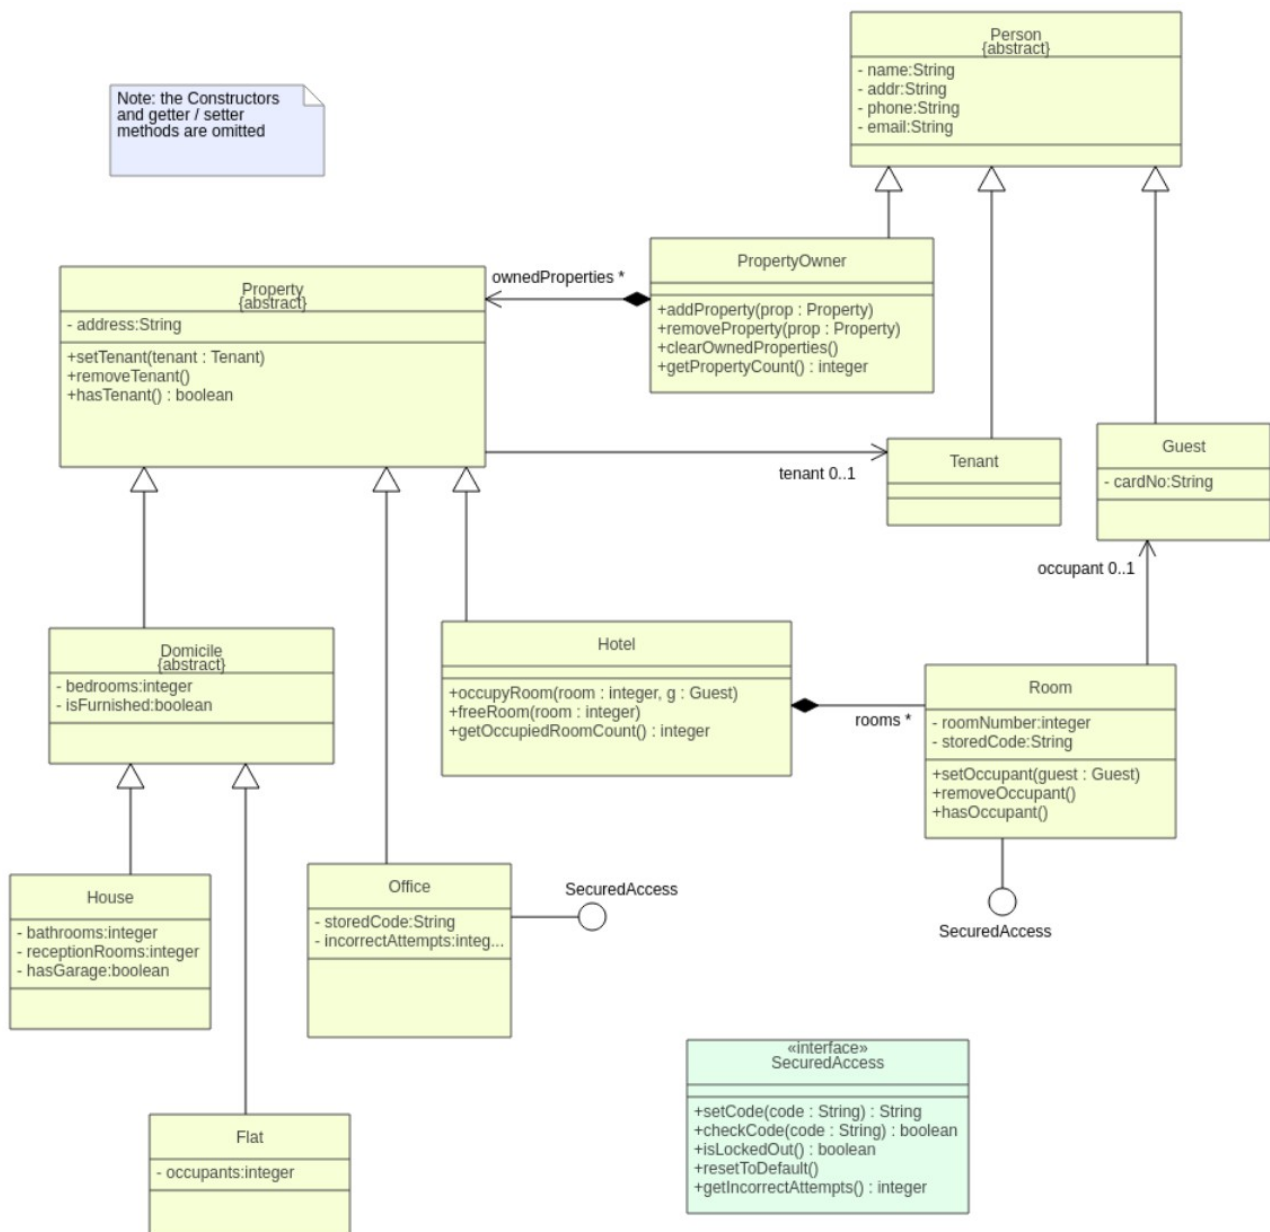 Person
{abstract}
- name:String
- addr:String
- phone:String
- email:String
Note: the Constructors
and getter / setter
methods are omitted
PropertyOwner
+addProperty(prop : Property)
+removeProperty(prop : Property)
+clearOwnedProperties()
+getPropertyCount() : integer
ownedProperties *
Property
{abstract}
- address:String
+setTenant(tenant : Tenant)
+removeTenant()
+hasTenant() : boolean
tenant 0..1
Tenant
Guest
- cardNo:String
occupant 0..1
Domicile
{abstract}
- bedrooms:integer
- isFurnished:boolean
Hotel
+occupyRoom(room : integer, g : Guest)
+freeRoom(room : integer)
+getOccupiedRoomCount() : integer
rooms *
Room
- roomNumber:integer
- storedCode:String
+setOccupant(guest : Guest)
+removeOccupant()
+hasOccupant()
House
- bathrooms:integer
- receptionRooms:integer
- hasGarage:boolean
Office
- storedCode:String
- incorrectAttempts:integ...
SecuredAccess
SecuredAccess
«interface»
SecuredAccess
+setCode(code : String) : String
+checkCode(code : String) : boolean
+isLockedOut() : boolean
+resetToDefault()
+getIncorrectAttempts() : integer
Flat
- occupants:integer